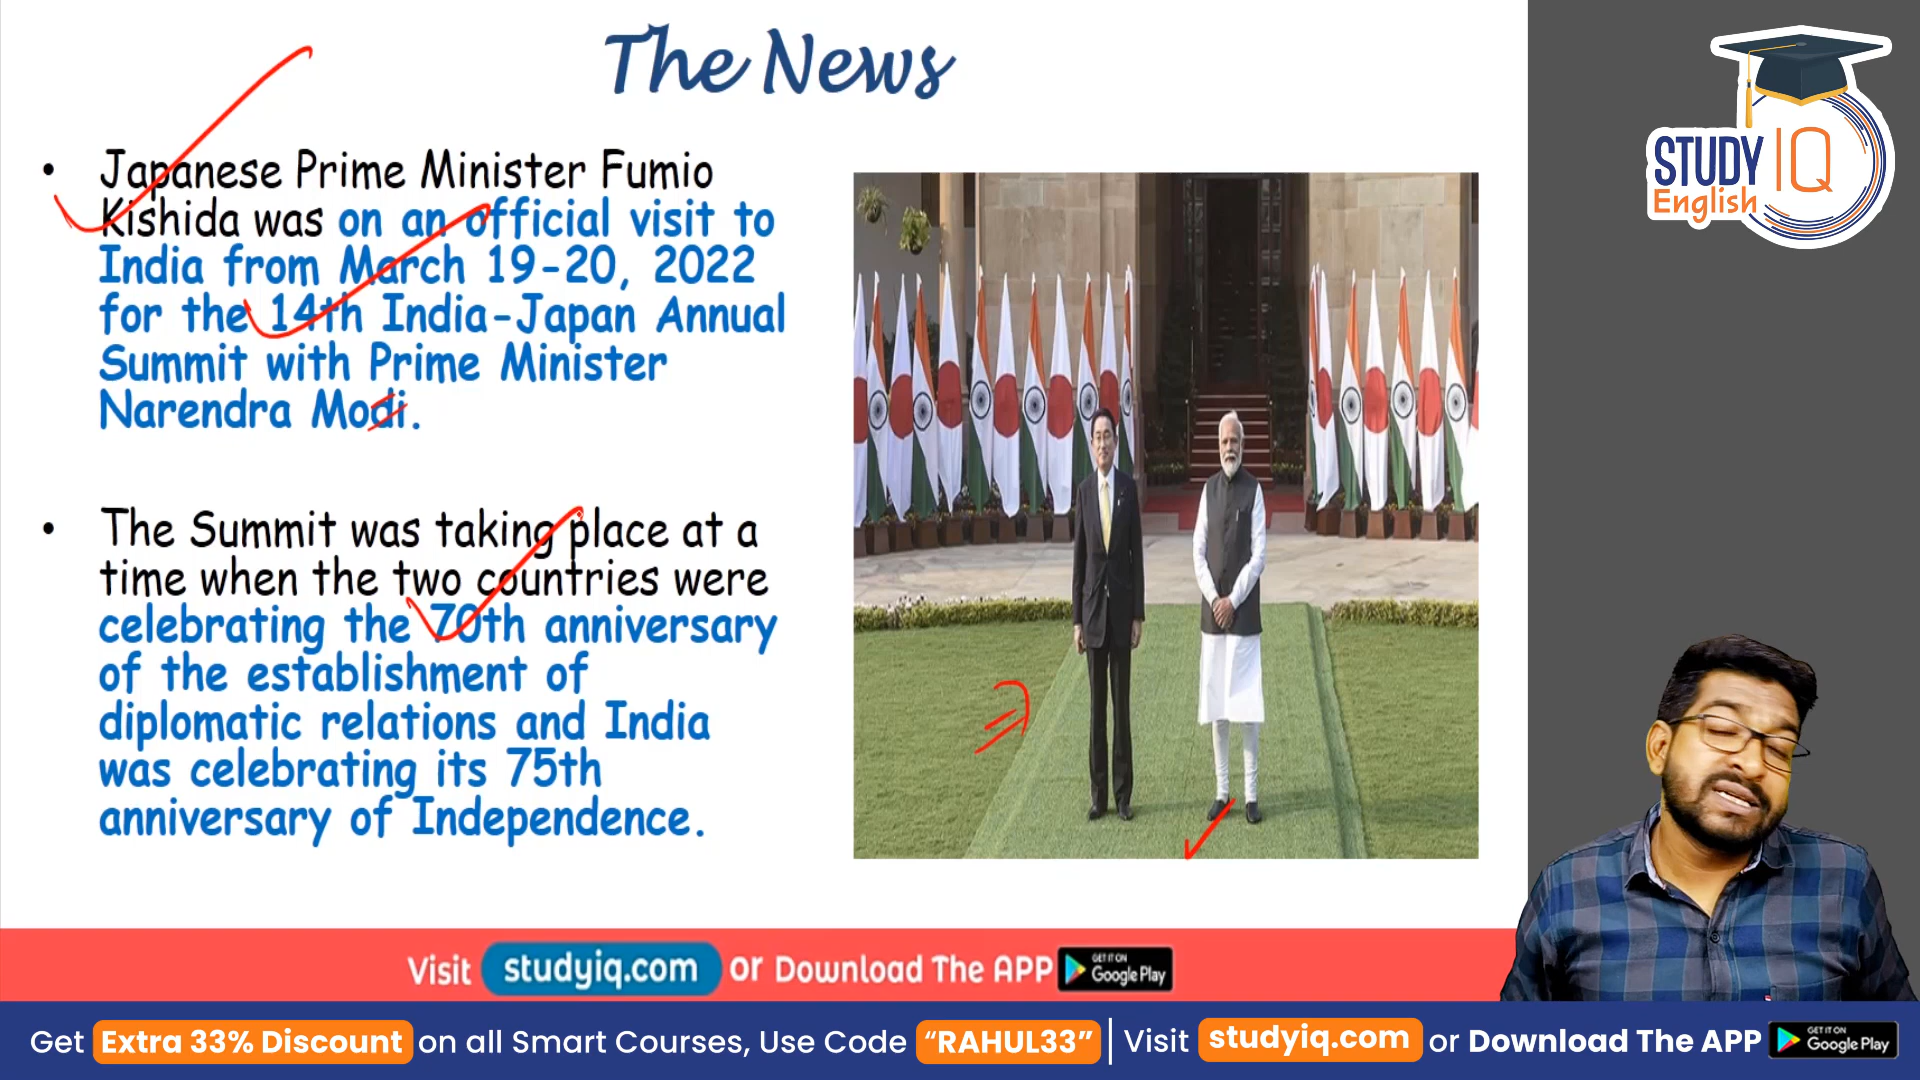 The News
STUDY IQ
English
• Japanese Prime Minister Fumio
Kishida was on an official visit to
India from March 19-20, 2022
for the 14th India-Japan Annual
Summit with Prime Minister
Narendra Modi.
• The Summit was taking place at a
time when the two countries were
celebrating the 70th anniversary
of the establishment of
diplomatic relations and India
was celebrating its 75th
anniversary of Independence.
Visit studyiq.com or Download The APP GET IT ON Google Play
Get Extra 33% Discount on all Smart Courses, Use Code “RAHUL33” | Visit studyiq.com or Download The APP GET IT ON Google Play